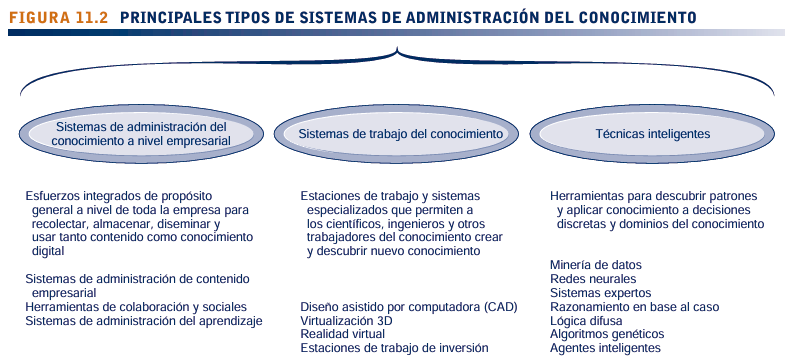 FIGURA 11.2 PRINCIPALES TIPOS DE SISTEMAS DE ADMINISTRACIÓN DEL CONOCIMIENTO
Sistemas de administración del
conocimiento a nivel empresarial
Sistemas de trabajo del conocimiento
Técnicas inteligentes
Esfuerzos integrados de propósito
general a nivel de toda la empresa para
recolectar, almacenar, diseminar y
usar tanto contenido como conocimiento
digital
Sistemas de administración de contenido
empresarial
Herramientas de colaboración y sociales
Sistemas de administración del aprendizaje
Estaciones de trabajo y sistemas
especializados que permiten a
los científicos, ingenieros y otros
trabajadores del conocimiento crear
y descubrir nuevo conocimiento
Diseño asistido por computadora (CAD)
Virtualización 3D
Realidad virtual
Estaciones de trabajo de inversión
Herramientas para descubrir patrones
y aplicar conocimiento a decisiones
discretas y dominios del conocimiento
Minería de datos
Redes neurales
Sistemas expertos
Razonamiento en base al caso
Lógica difusa
Algoritmos genéticos
Agentes inteligentes